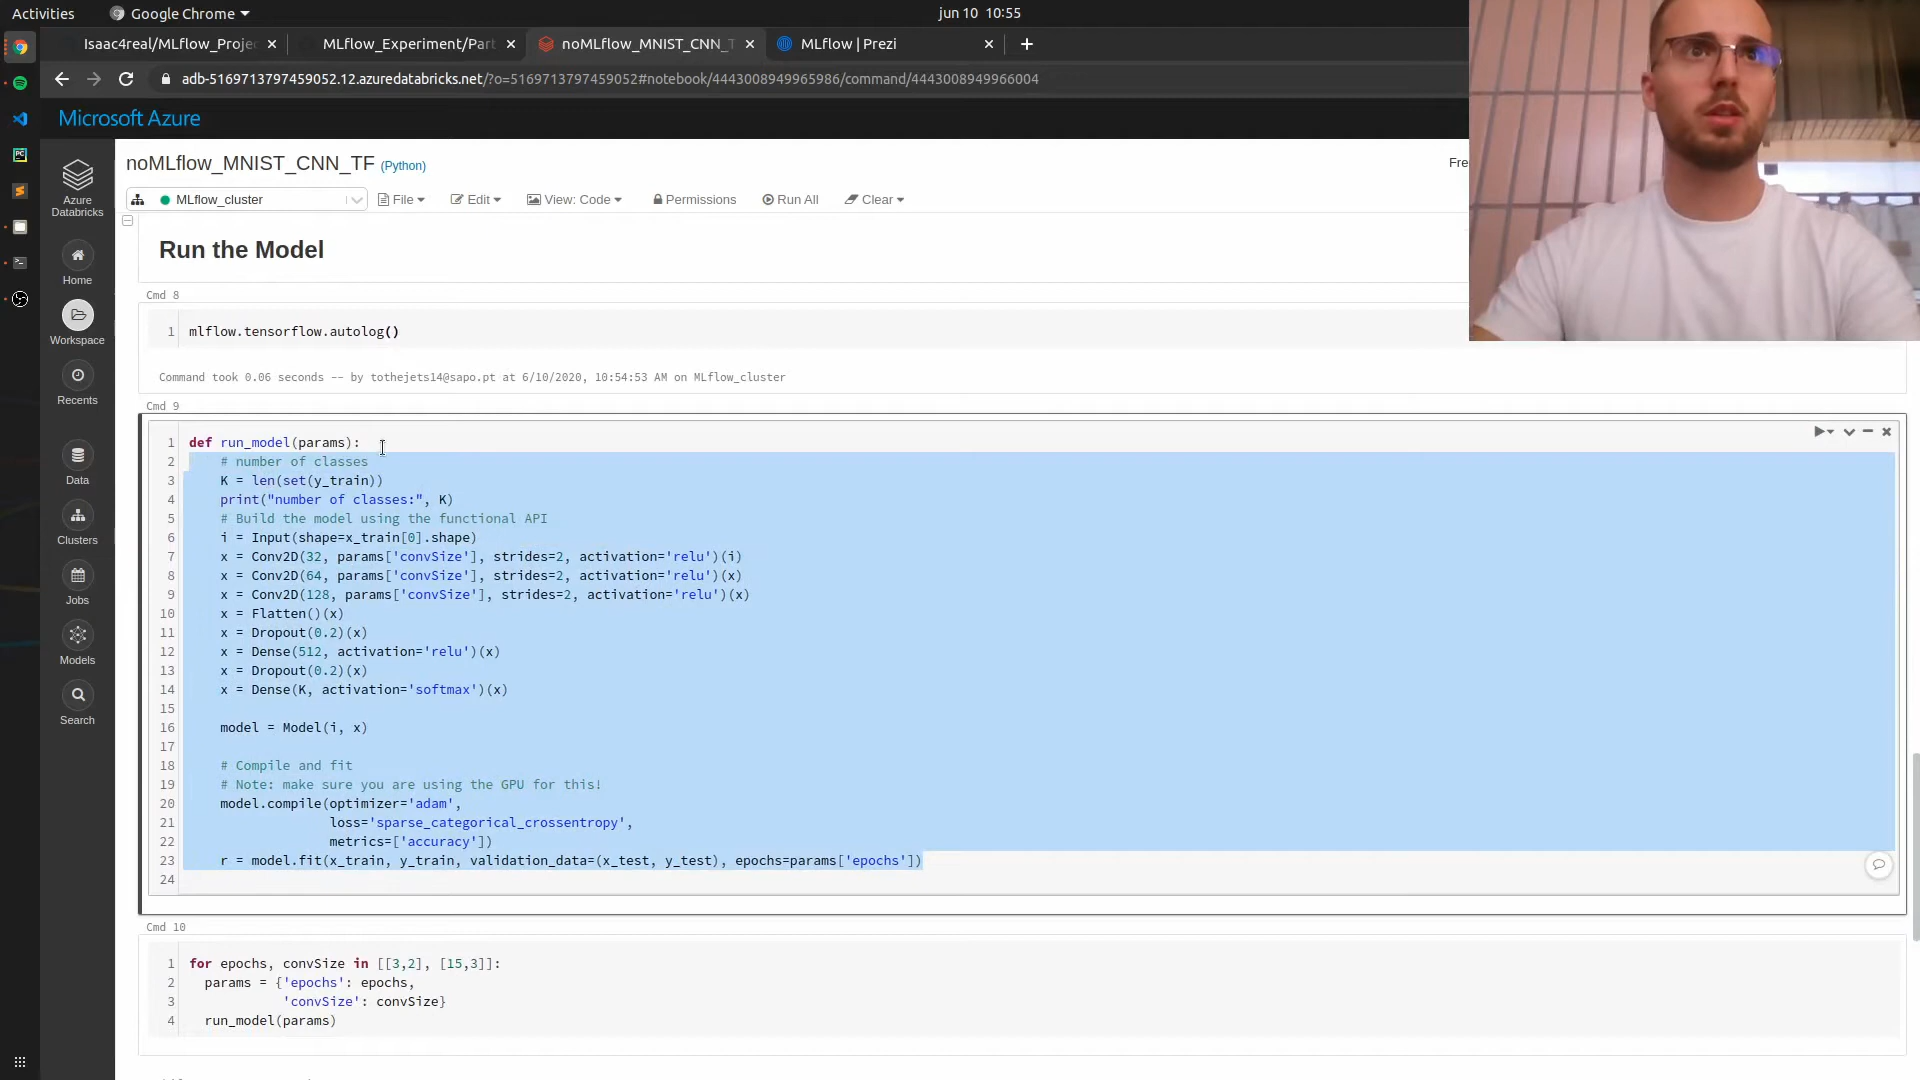 Activities
Google Chrome
jun 10 10:55
Isaac4real/MLflow_Projec
MLflow_Experiment/Part
noMLflow_MNIST_CNN_T
MLflow | Prezi
adb-5169713797459052.12.azuredatabricks.net/?o=5169713797459052#notebook/4443008949965986/command/4443008949966004
Microsoft Azure
Azure
Databricks
Home
Workspace
Recents
Data
Clusters
Jobs
Models
Search
noMLflow_MNIST_CNN_TF (Python)
Fre
MLflow_cluster
File
Edit
View: Code
Permissions
Run All
Clear
Run the Model
Cmd 8
1 mlflow.tensorflow.autolog()
Command took 0.06 seconds -- by tothejets14@sapo.pt at 6/10/2020, 10:54:53 AM on MLflow_cluster
Cmd 9
1 def run_model(params):
2 # number of classes
3 K = len(set(y_train))
4 print("number of classes:", K)
5 # Build the model using the functional API
6 i = Input(shape=x_train[0].shape)
7 x = Conv2D(32, params['convSize'], strides=2, activation='relu')(i)
8 x = Conv2D(64, params['convSize'], strides=2, activation='relu')(x)
9 x = Conv2D(128, params['convSize'], strides=2, activation='relu')(x)
10 x = Flatten()(x)
11 x = Dropout(0.2)(x)
12 x = Dense(512, activation='relu')(x)
13 x = Dropout(0.2)(x)
14 x = Dense(K, activation='softmax')(x)
15
16 model = Model(i, x)
17
18 # Compile and fit
19 # Note: make sure you are using the GPU for this!
20 model.compile(optimizer='adam',
21 loss='sparse_categorical_crossentropy',
22 metrics=['accuracy'])
23 r = model.fit(x_train, y_train, validation_data=(x_test, y_test), epochs=params['epochs'])
24
Cmd 10
1 for epochs, convSize in [[3,2], [15,3]]:
2 params = {'epochs': epochs,
3 'convSize': convSize}
4 run_model(params)